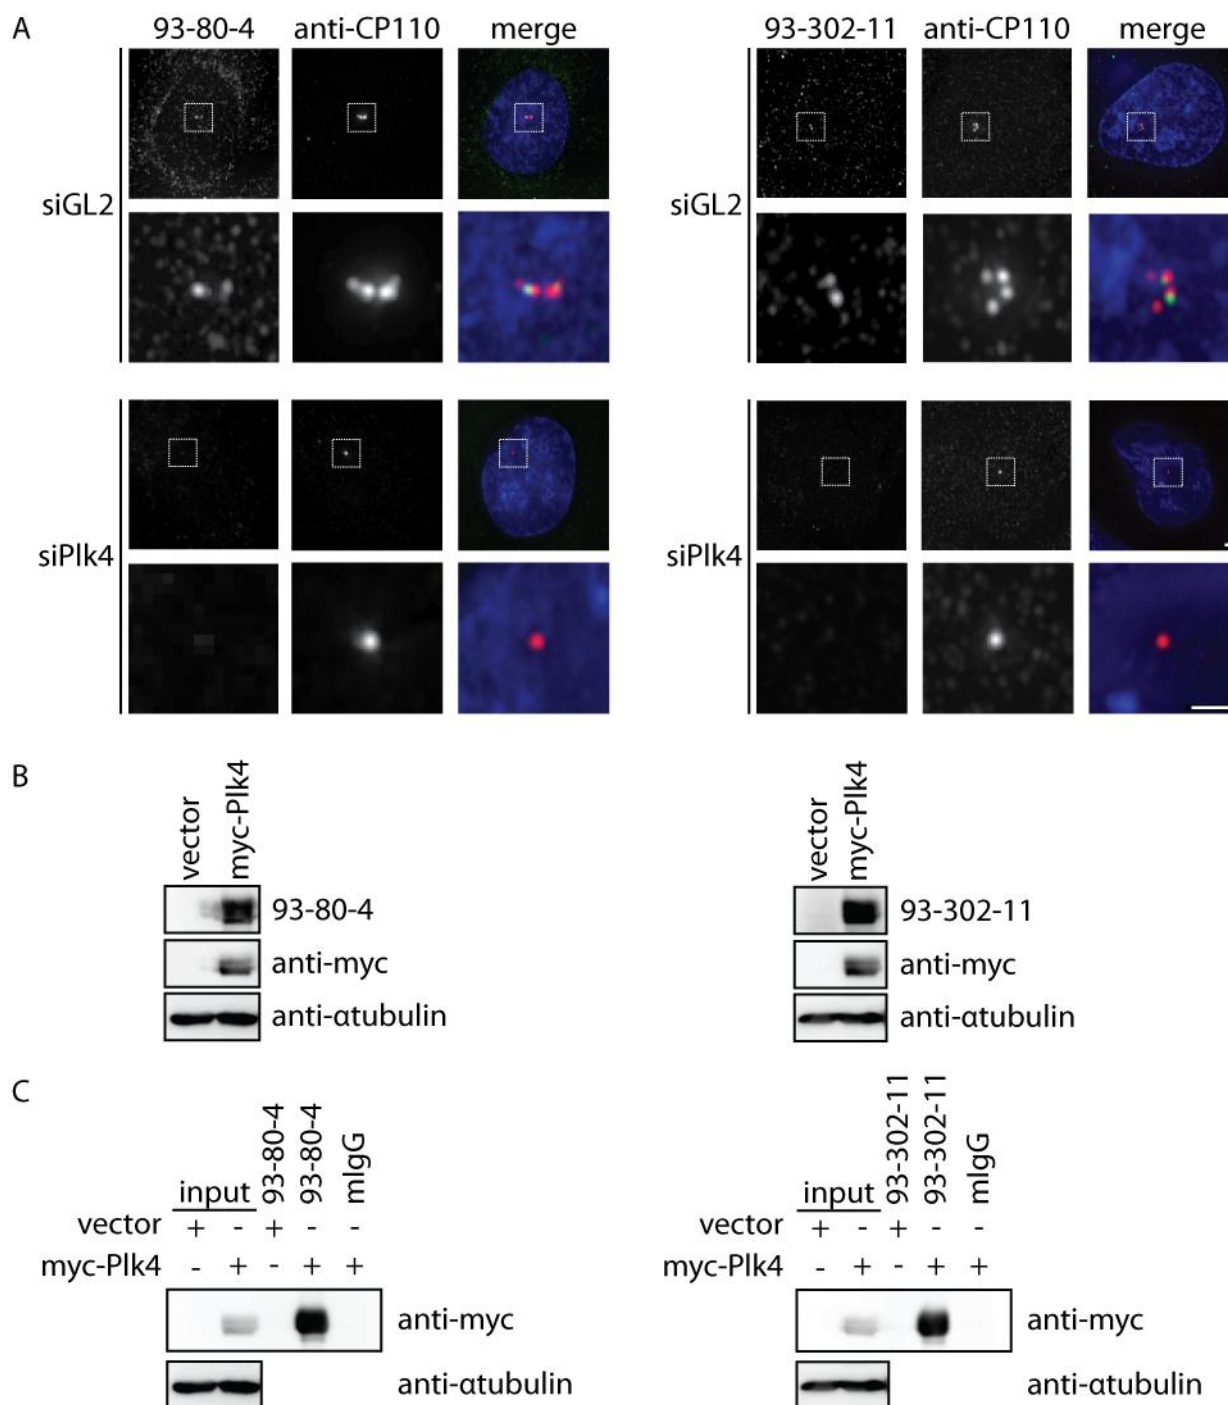 A
93-80-4 anti-CP110 merge 93-302-11 anti-CP110 merge
siGL2 siGL2
siPlk4 siPlk4
B
vector myc-Plk4 vector myc-Plk4
93-80-4 93-302-11
anti-myc anti-myc
anti-αtubulin anti-αtubulin
C
93-80-4 93-80-4 mIgG 93-302-11 93-302-11 mIgG
input input
vector + - + - - vector + - + - -
myc-Plk4 - + - + + myc-Plk4 - + - + +
anti-myc anti-myc
anti-αtubulin anti-αtubulin